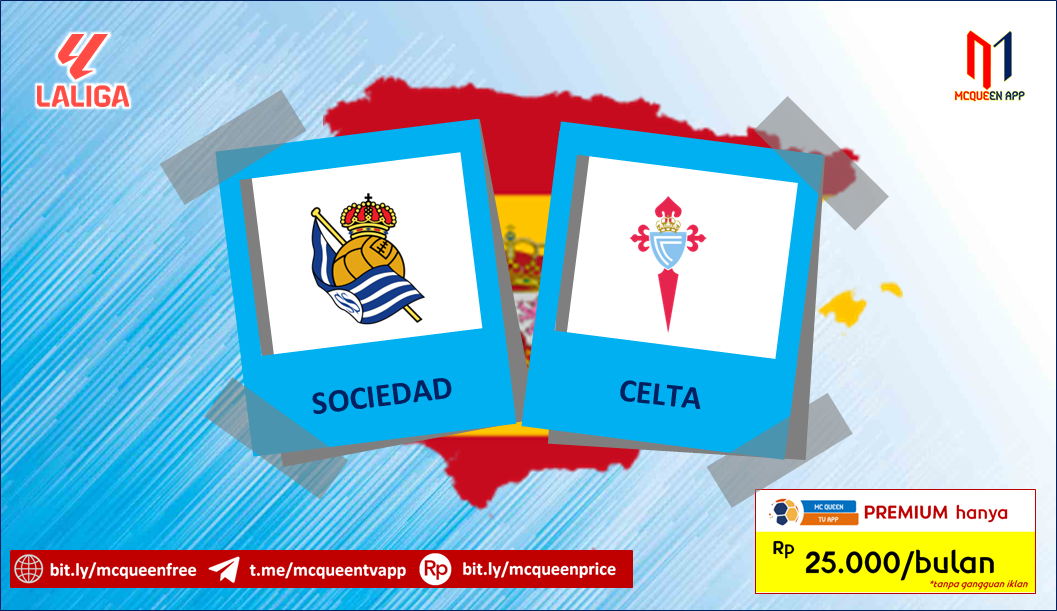 LALIGA
MCQUEEN APP
SOCIEDAD
CELTA
MC QUEEN
TV APP
PREMIUM hanya
Rp 25.000/bulan
*tanpa gangguan iklan
bit.ly/mcqueenfree
t.me/mcqueentvapp
Rp
bit.ly/mcqueenprice